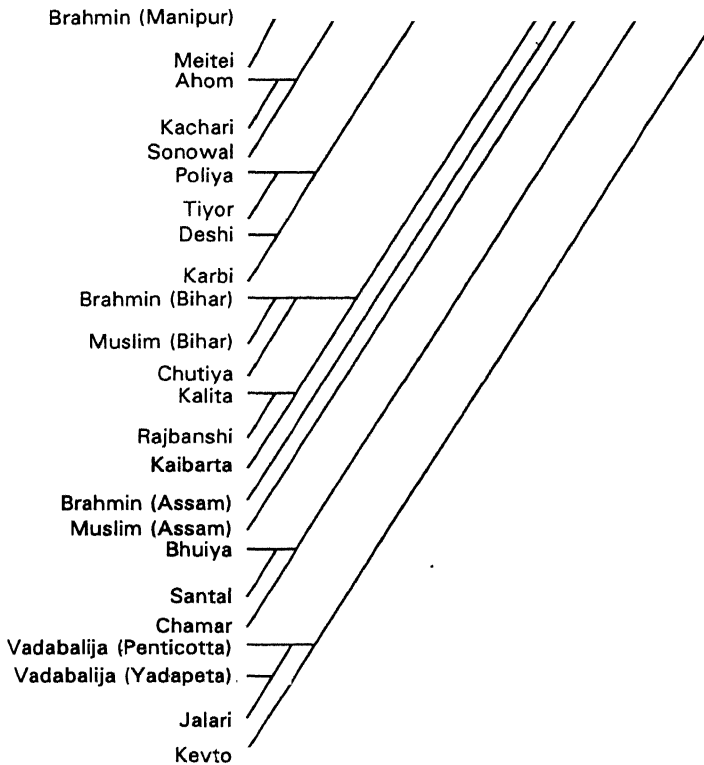 Brahmin (Manipur)
Meitei
Ahom
Kachari
Sonowal
Poliya
Tiyor
Deshi
Karbi
Brahmin (Bihar)
Muslim (Bihar)
Chutiya
Kalita
Rajbanshi
Kaibarta
Brahmin (Assam)
Muslim (Assam)
Bhuiya
Santal
Chamar
Vadabalija (Penticotta)
Vadabalija (Yadapeta)
Jalari
Kevto